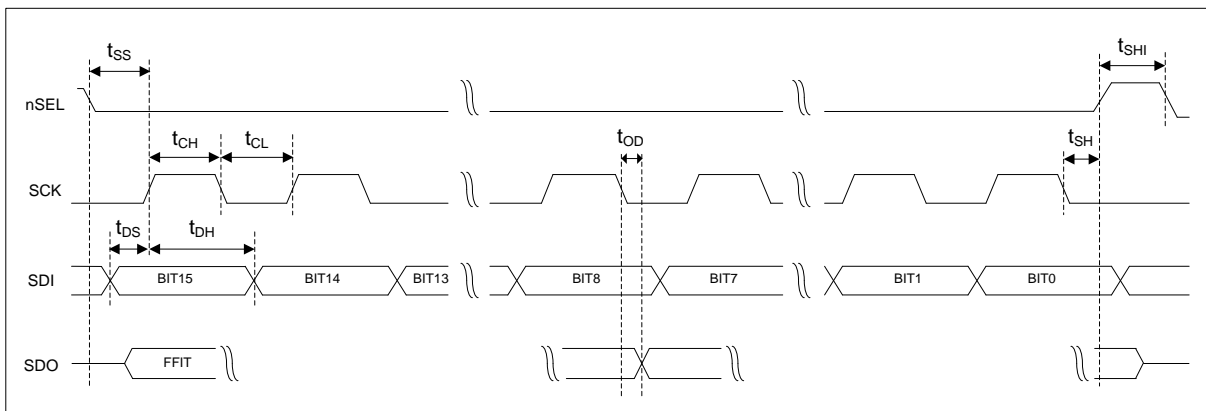 tSS
tSHI
nSEL
tCH
tCL
tOD
tSH
SCK
tDS
tDH
SDI
BIT15
BIT14
BIT13
BIT8
BIT7
BIT1
BIT0
SDO
FFIT